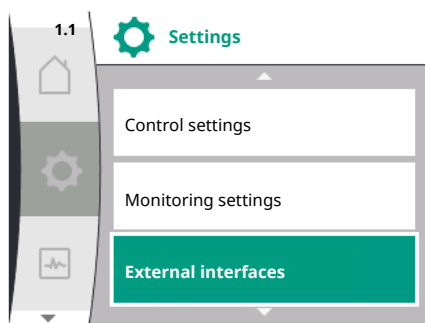 1.1
Settings
Control settings
Monitoring settings
External interfaces